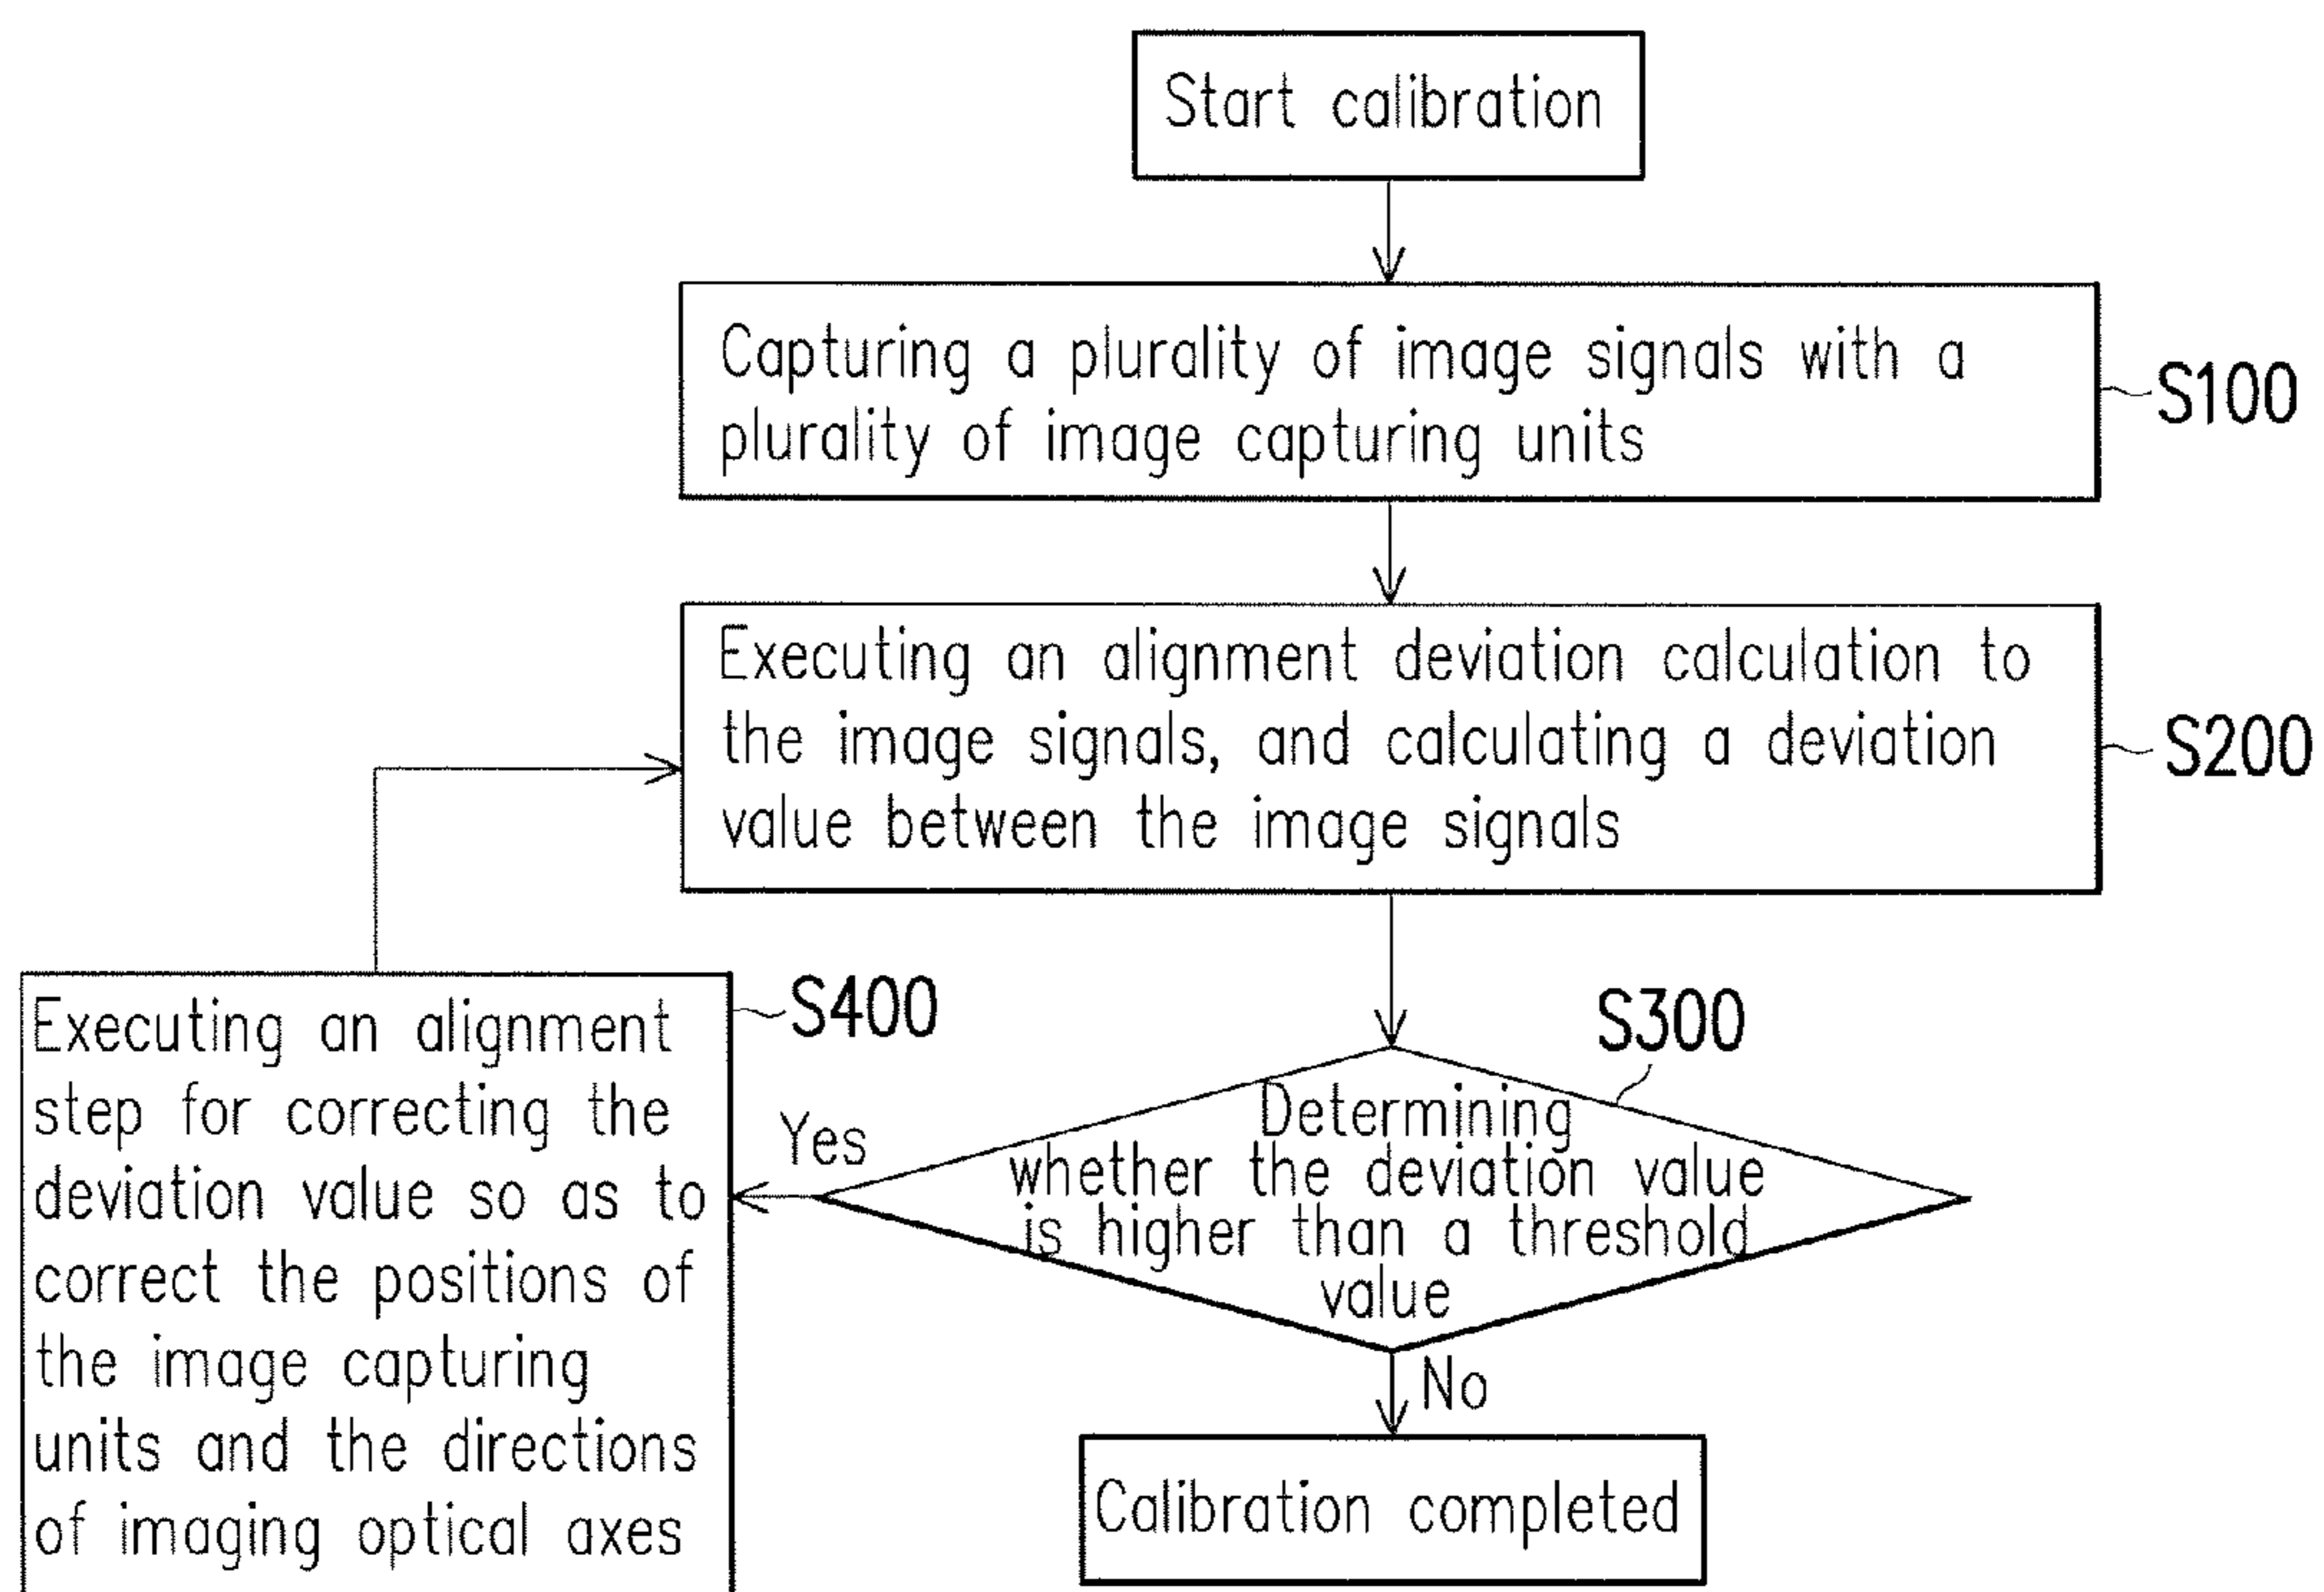 Start calibration
Capturing a plurality of image signals with a
plurality of image capturing units
S100
Executing an alignment deviation calculation to
the image signals, and calculating a deviation
value between the image signals
S200
S300
Determining
whether the deviation value
is higher than a threshold
value
Yes
S400
Executing an alignment
step for correcting the
deviation value so as to
correct the positions of
the image capturing
units and the directions
of imaging optical axes
No
Calibration completed